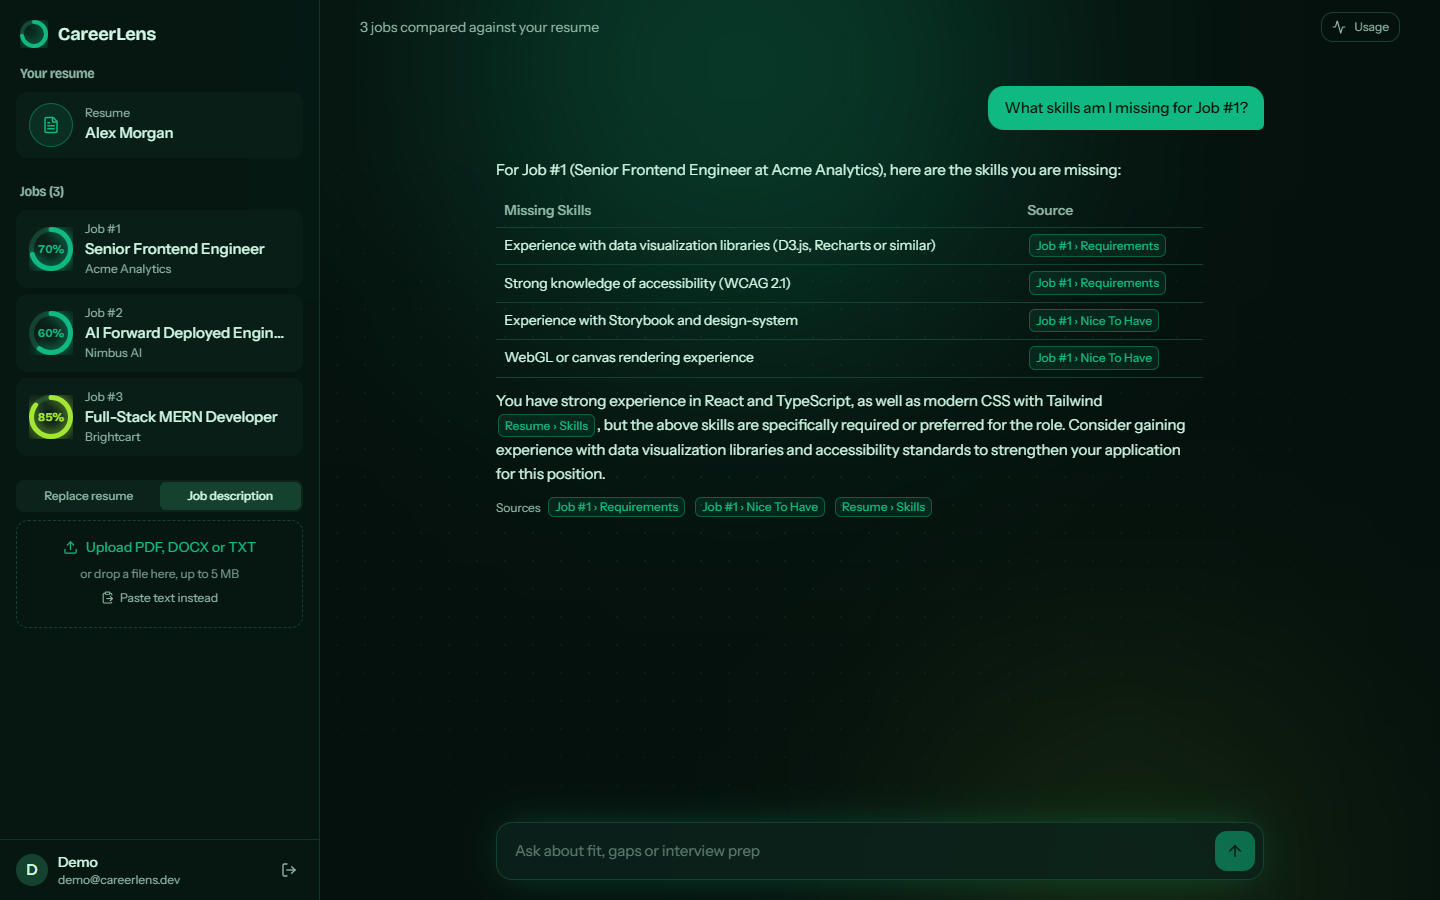 CareerLens
Your resume
Resume
Alex Morgan
Jobs (3)
70%
Job #1
Senior Frontend Engineer
Acme Analytics
60%
Job #2
AI Forward Deployed Engin...
Nimbus AI
85%
Job #3
Full-Stack MERN Developer
Brightcart
Replace resume
Job description
Upload PDF, DOCX or TXT
or drop a file here, up to 5 MB
Paste text instead
D
Demo
demo@careerlens.dev
3 jobs compared against your resume
Usage
What skills am I missing for Job #1?
For Job #1 (Senior Frontend Engineer at Acme Analytics), here are the skills you are missing:
Missing Skills Source
Experience with data visualization libraries (D3.js, Recharts or similar) Job #1 › Requirements
Strong knowledge of accessibility (WCAG 2.1) Job #1 › Requirements
Experience with Storybook and design-system Job #1 › Nice To Have
WebGL or canvas rendering experience Job #1 › Nice To Have
You have strong experience in React and TypeScript, as well as modern CSS with Tailwind
Resume › Skills , but the above skills are specifically required or preferred for the role. Consider gaining
experience with data visualization libraries and accessibility standards to strengthen your application
for this position.
Sources Job #1 › Requirements Job #1 › Nice To Have Resume › Skills
Ask about fit, gaps or interview prep